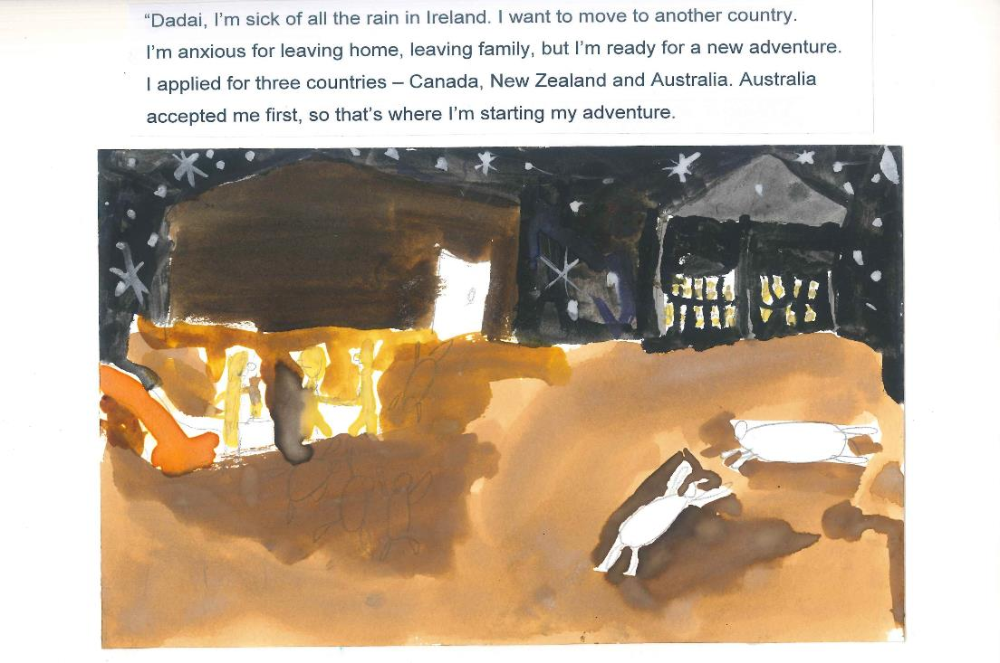 “Dadai, I’m sick of all the rain in Ireland. I want to move to another country.
I’m anxious for leaving home, leaving family, but I’m ready for a new adventure.
I applied for three countries – Canada, New Zealand and Australia. Australia
accepted me first, so that’s where I’m starting my adventure.